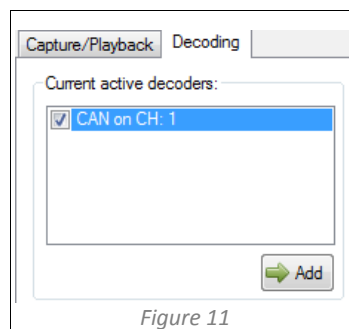 Capture/Playback Decoding
Current active decoders:
CAN on CH: 1
Add
Figure 11